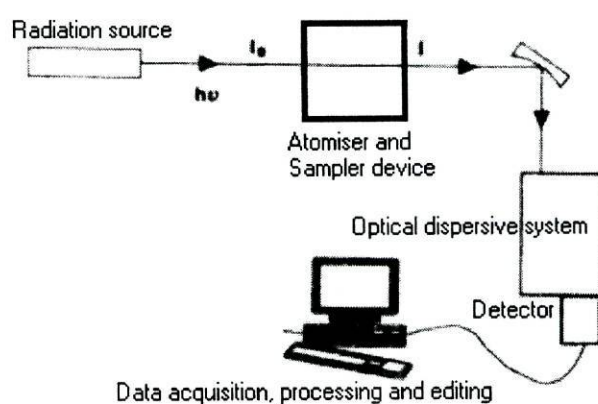 Radiation source
I₀
I
hυ
Atomiser and
Sampler device
Optical dispersive system
Detector
Data acquisition, processing and editing